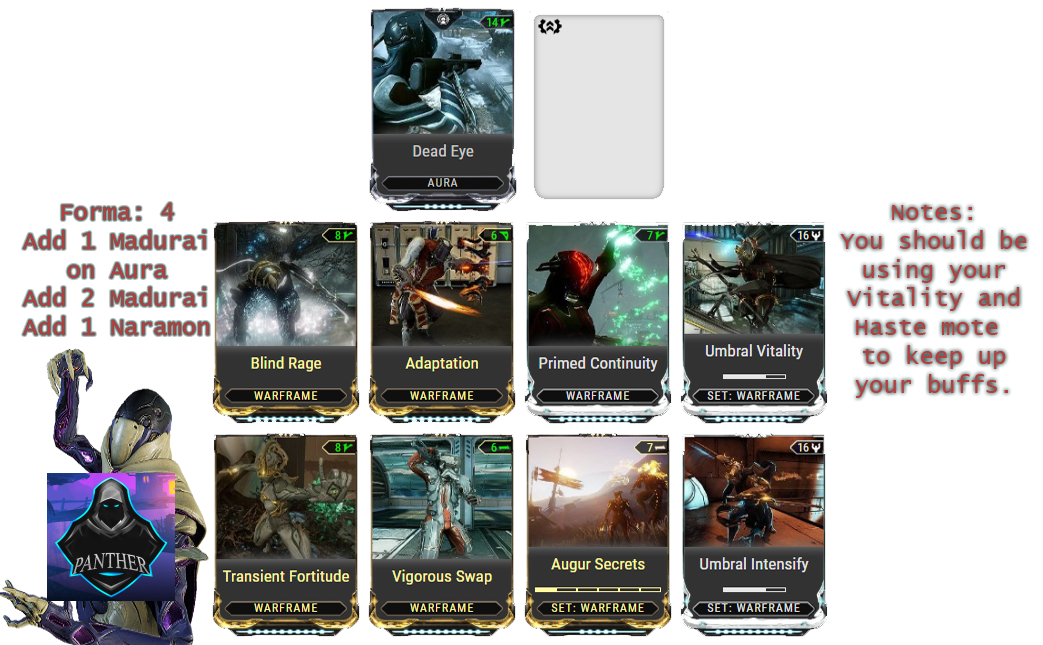 14
Dead Eye
AURA
Forma: 4
Add 1 Madurai
on Aura
Add 2 Madurai
Add 1 Naramon
8
Blind Rage
WARFRAME
6
Adaptation
WARFRAME
7
Primed Continuity
WARFRAME
16
Umbral Vitality
SET: WARFRAME
Notes:
You should be
using your
Vitality and
Haste mote
to keep up
your buffs.
8
Transient Fortitude
WARFRAME
6
Vigorous Swap
WARFRAME
7
Augur Secrets
SET: WARFRAME
16
Umbral Intensify
SET: WARFRAME
PANTHER